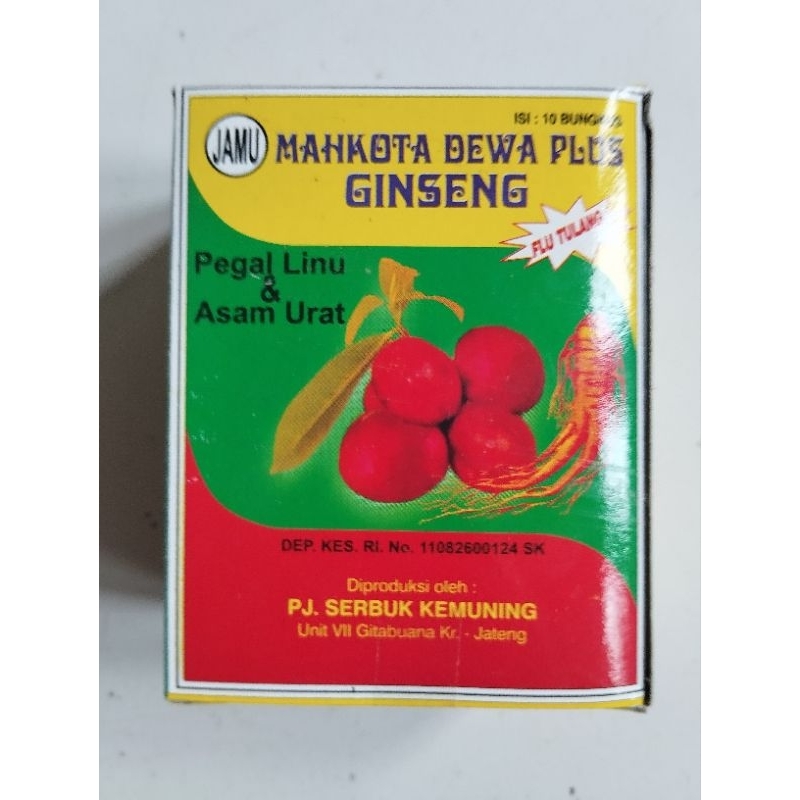 ISI : 10 BUNGKUS
JAMU
MAHKOTA DEWA PLUS
GINSENG
FLU TULANG
Pegal Linu
&
Asam Urat
DEP. KES. RI. No. 11082600124 SK
Diproduksi oleh :
PJ. SERBUK KEMUNING
Unit VII Gitabuana Kr. - Jateng